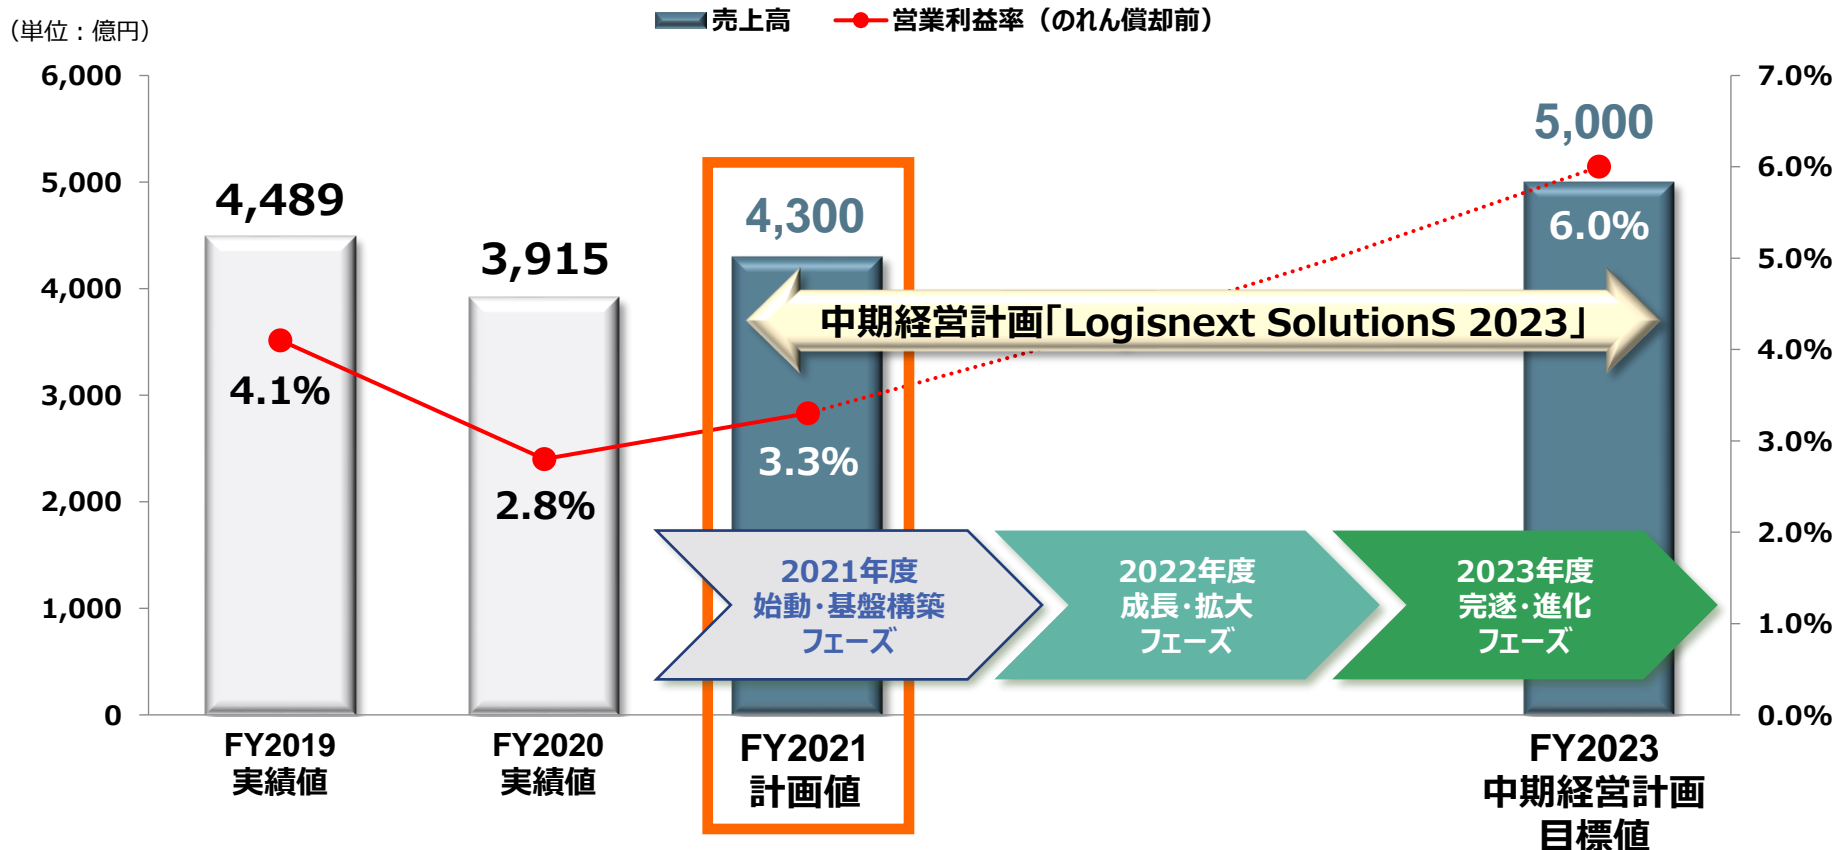 （単位：億円）
売上高
営業利益率（のれん償却前）
6,000
5,000
4,000
3,000
2,000
1,000
0
7.0%
6.0%
5.0%
4.0%
3.0%
2.0%
1.0%
0.0%
4,489
4.1%
3,915
2.8%
4,300
3.3%
5,000
6.0%
中期経営計画「Logisnext SolutionS 2023」
2021年度
始動・基盤構築
フェーズ
2022年度
成長・拡大
フェーズ
2023年度
完遂・進化
フェーズ
FY2019
実績値
FY2020
実績値
FY2021
計画値
FY2023
中期経営計画
目標値